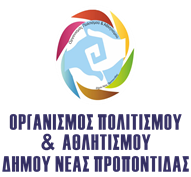 ΟΡΓΑΝΙΣΜΟΣ ΠΟΛΙΤΙΣΜΟΥ
& ΑΘΛΗΤΙΣΜΟΥ
ΔΗΜΟΥ ΝΕΑΣ ΠΡΟΠΟΝΤΙΔΑΣ